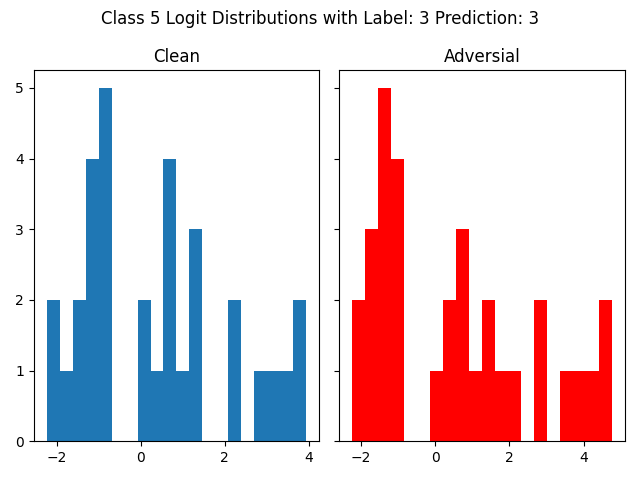 Class 5 Logit Distributions with Label: 3 Prediction: 3
Clean
Adversial
5
4
3
2
1
0
−2 0 2 4
−2 0 2 4